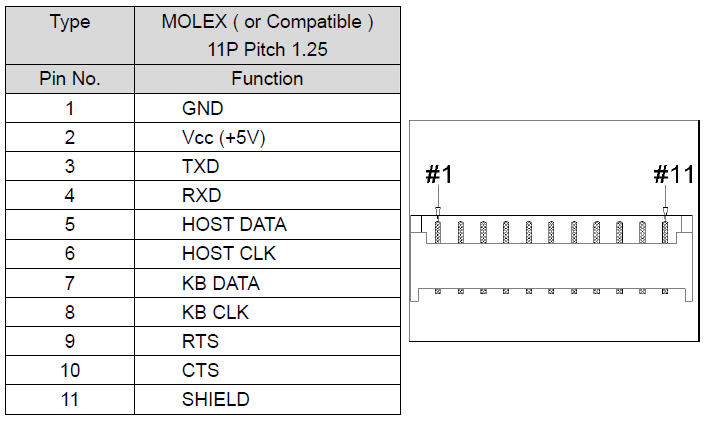 Type MOLEX ( or Compatible )
11P Pitch 1.25
Pin No. Function
1 GND
2 Vcc (+5V)
3 TXD
4 RXD
5 HOST DATA
6 HOST CLK
7 KB DATA
8 KB CLK
9 RTS
10 CTS
11 SHIELD
#1 #11